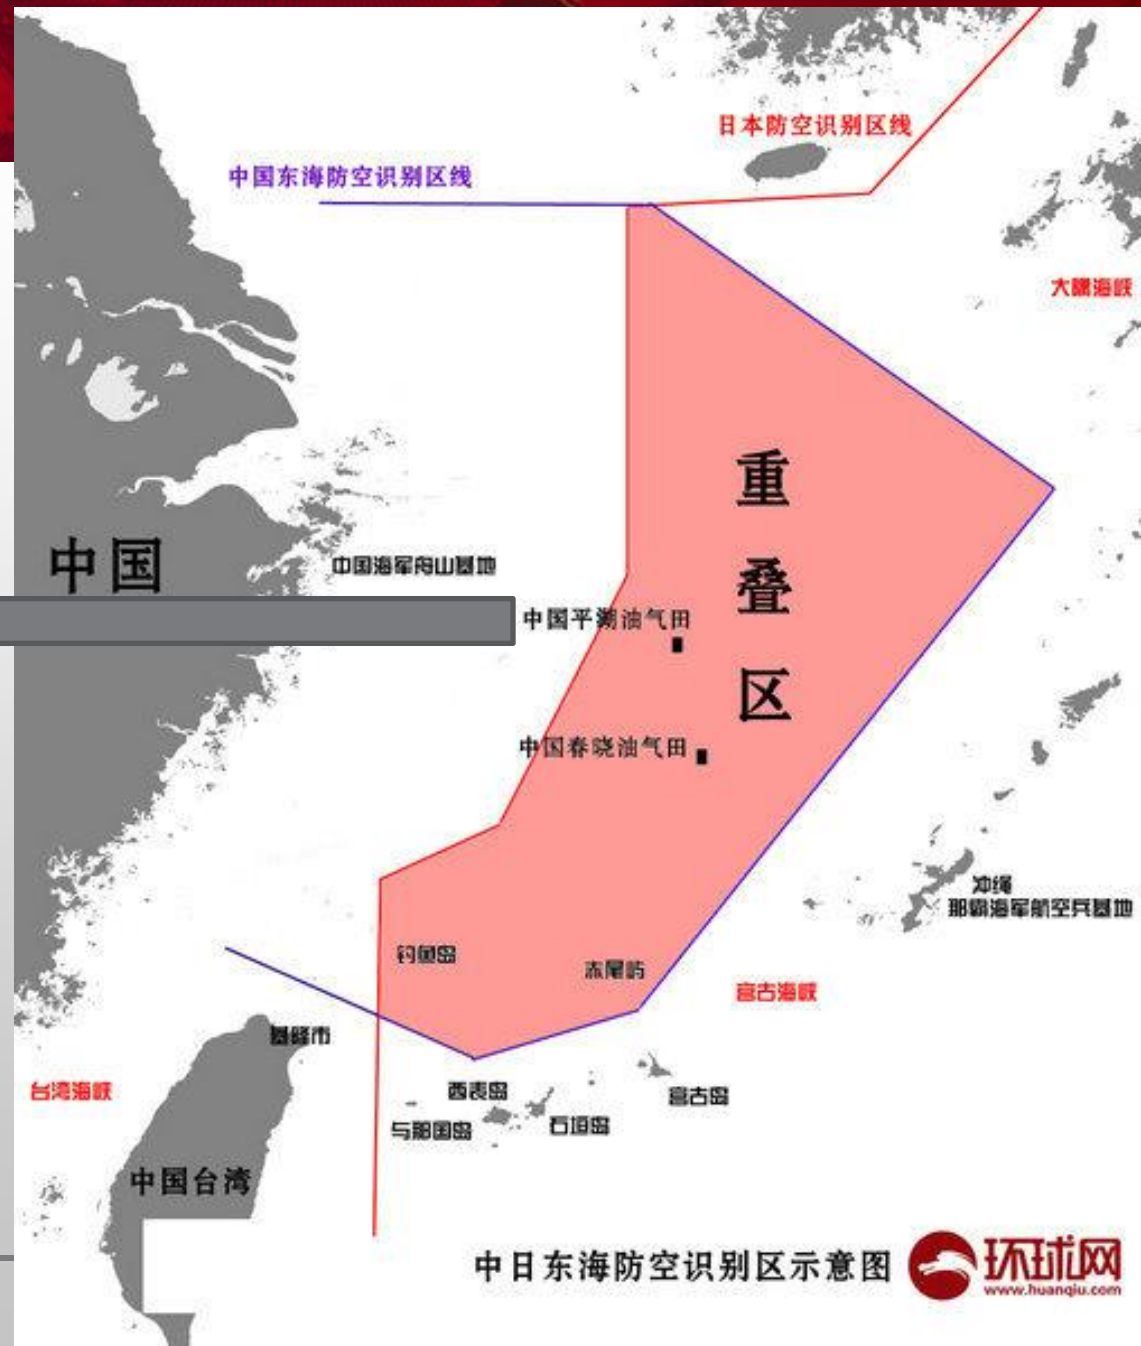 日本防空识别区线
中国东海防空识别区线
大隅海峡
重叠区
中国
中国海军舟山基地
中国平湖油气田
中国春晓油气田
冲绳
那霸海军航空兵基地
钓鱼岛
赤尾屿
宫古海峡
基隆市
台湾海峡
西表岛
宫古岛
与那国岛
石垣岛
中国台湾
中日东海防空识别区示意图
环球网
www.huanqiu.com